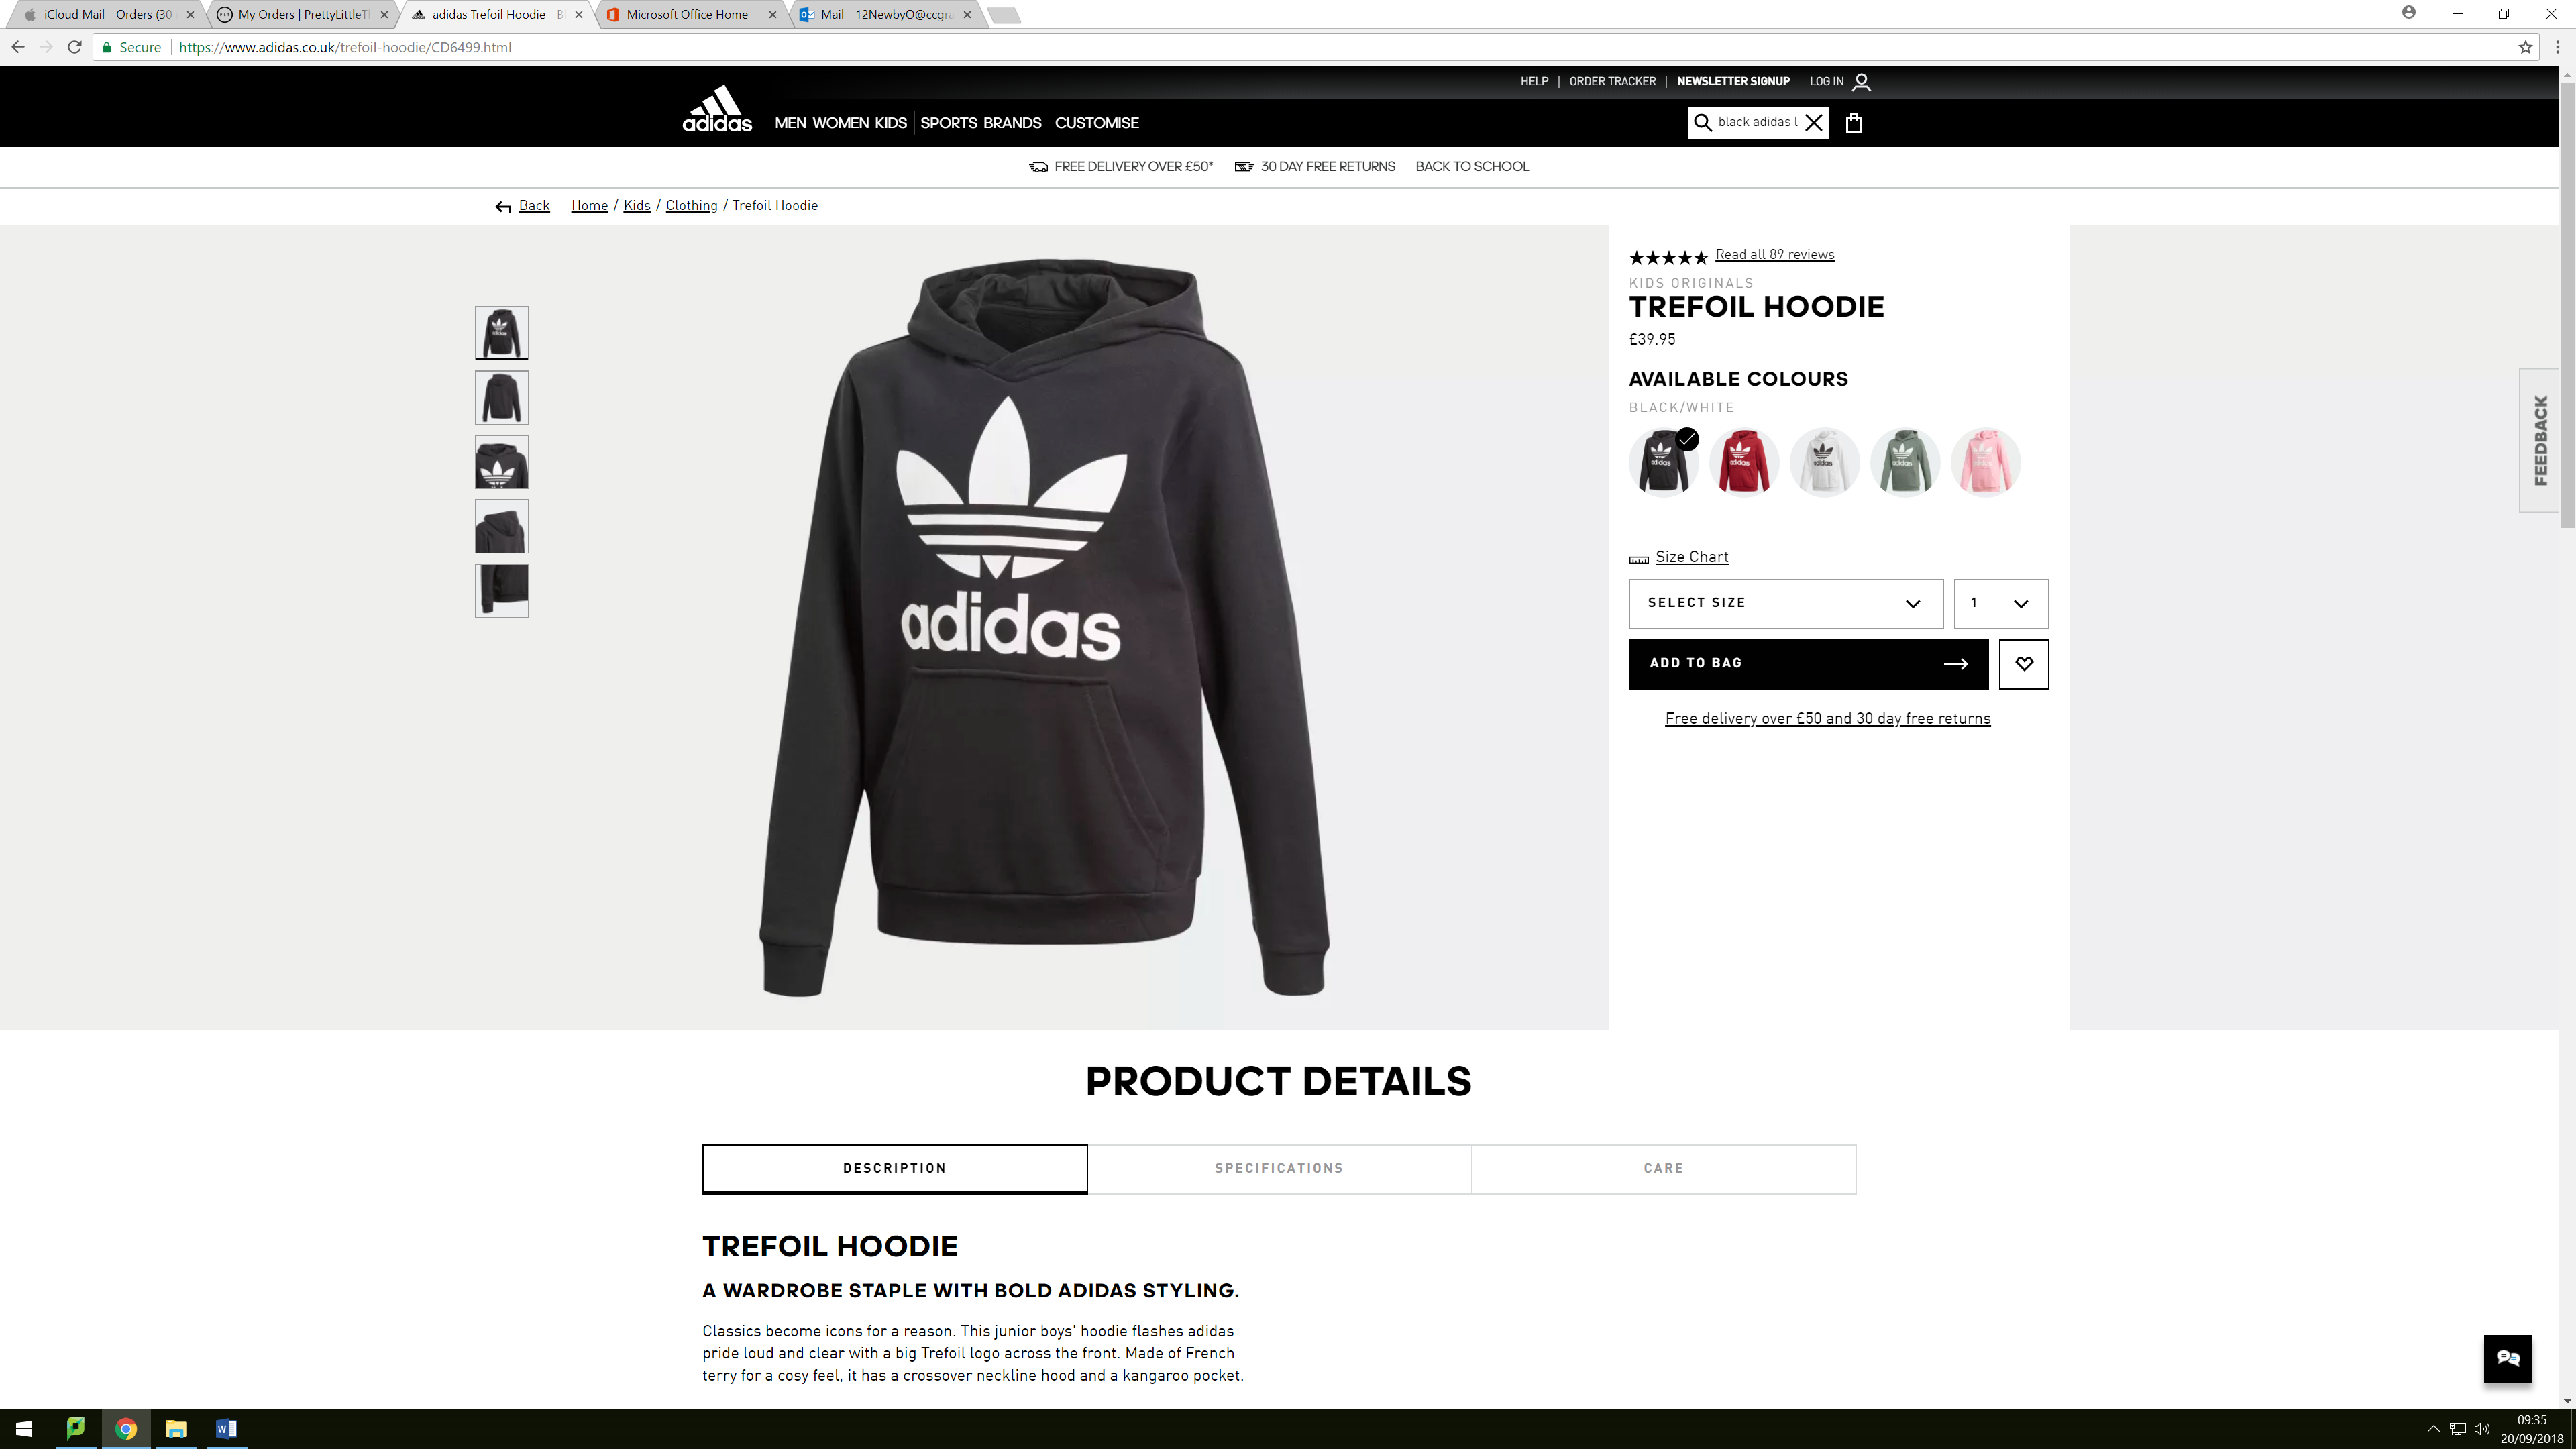 iCloud Mail - Orders (30
My Orders | PrettyLittleT
adidas Trefoil Hoodie - B
Microsoft Office Home
Mail - 12NewbyO@ccgra
Secure https://www.adidas.co.uk/trefoil-hoodie/CD6499.html
HELP | ORDER TRACKER | NEWSLETTER SIGNUP LOG IN
adidas
MEN WOMEN KIDS SPORTS BRANDS CUSTOMISE
black adidas l
FREE DELIVERY OVER £50* 30 DAY FREE RETURNS BACK TO SCHOOL
Back Home / Kids / Clothing / Trefoil Hoodie
adidas
Read all 89 reviews
KIDS ORIGINALS
TREFOIL HOODIE
£39.95
AVAILABLE COLOURS
BLACK/WHITE
FEEDBACK
Size Chart
SELECT SIZE 1
ADD TO BAG
Free delivery over £50 and 30 day free returns
PRODUCT DETAILS
DESCRIPTION SPECIFICATIONS CARE
TREFOIL HOODIE
A WARDROBE STAPLE WITH BOLD ADIDAS STYLING.
Classics become icons for a reason. This junior boys' hoodie flashes adidas
pride loud and clear with a big Trefoil logo across the front. Made of French
terry for a cosy feel, it has a crossover neckline hood and a kangaroo pocket.
09:35
20/09/2018